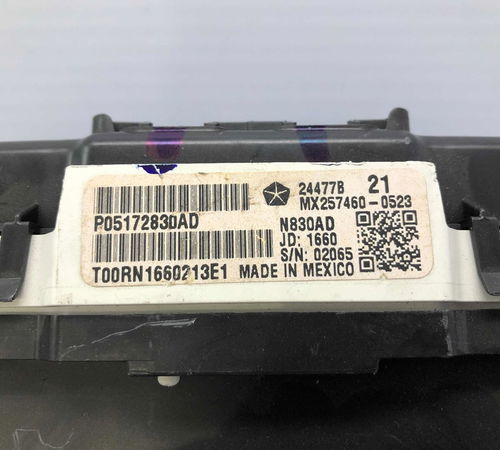 24477B 21
MX257460-0523
P05172830AD
N830AD
JD: 1660
S/N: 02065
T00RN1660213E1 MADE IN MEXICO